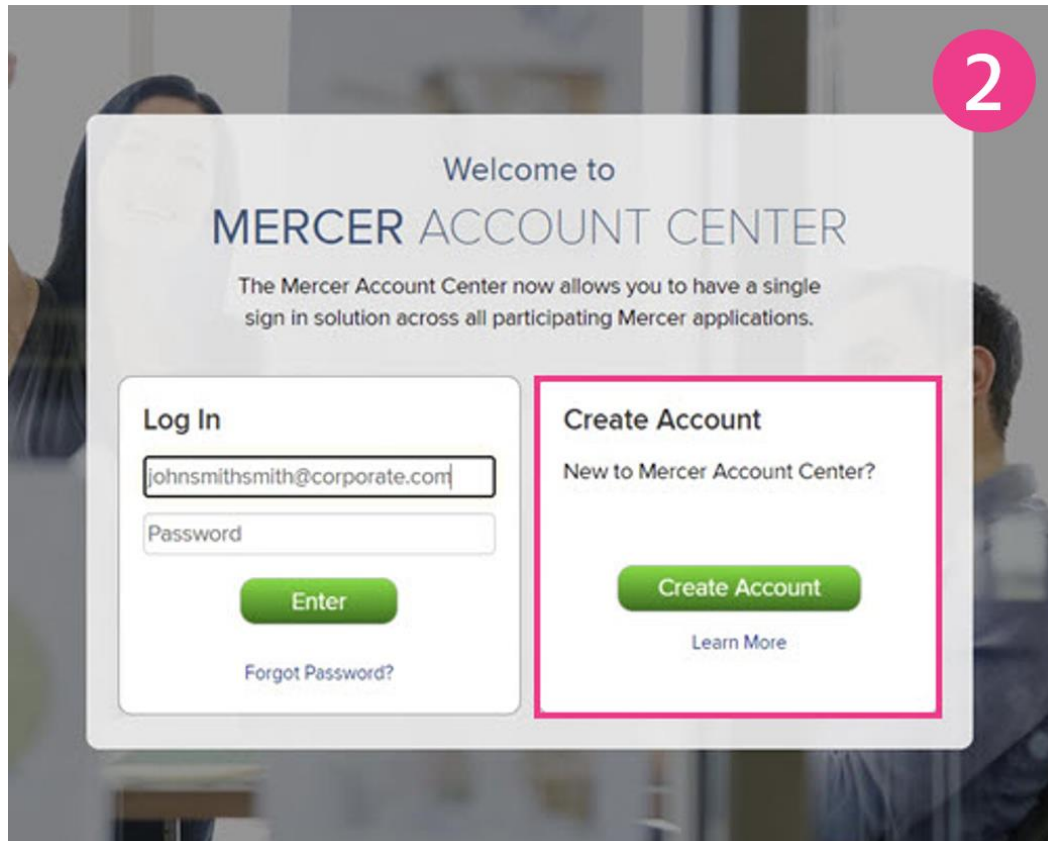 2
Welcome to
MERCER ACCOUNT CENTER
The Mercer Account Center now allows you to have a single
sign in solution across all participating Mercer applications.
Log In
johnsmithsmith@corporate.com
Password
Enter
Forgot Password?
Create Account
New to Mercer Account Center?
Create Account
Learn More